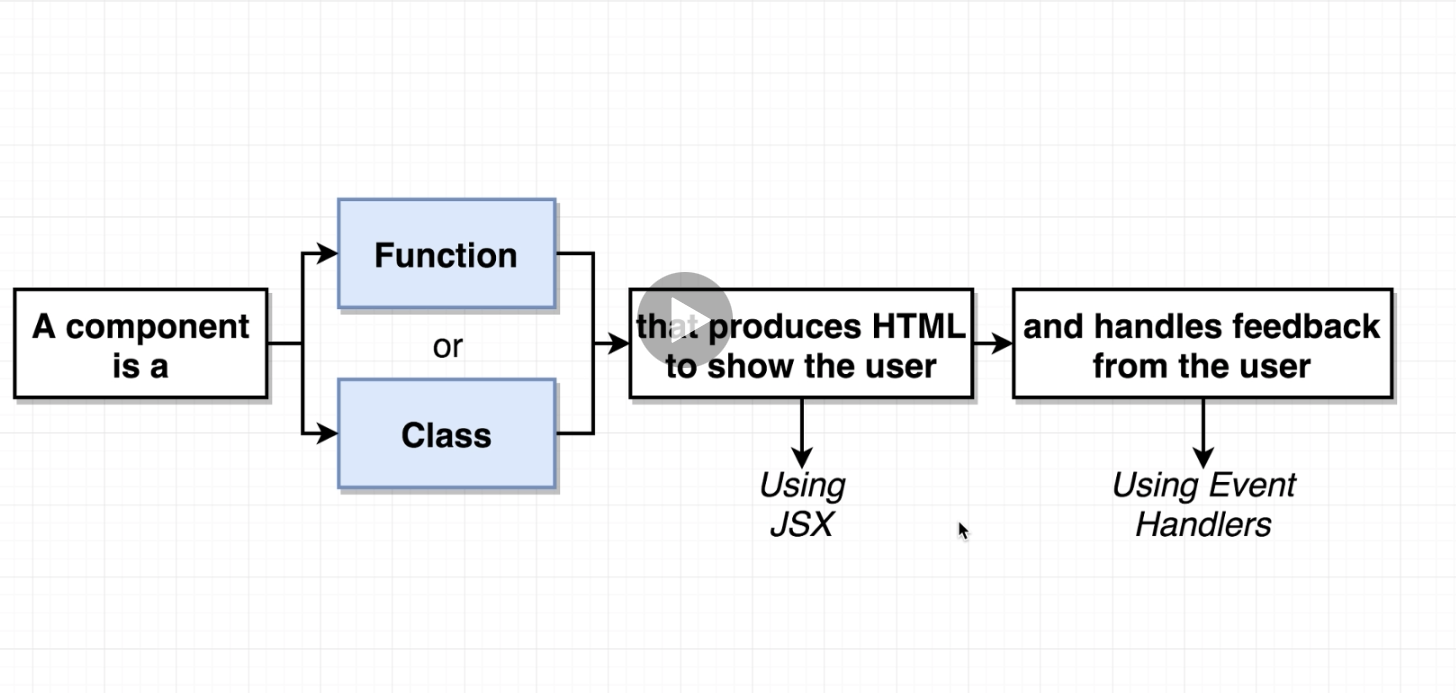 A component
is a
Function
or
Class
that produces HTML
to show the user
Using
JSX
and handles feedback
from the user
Using Event
Handlers